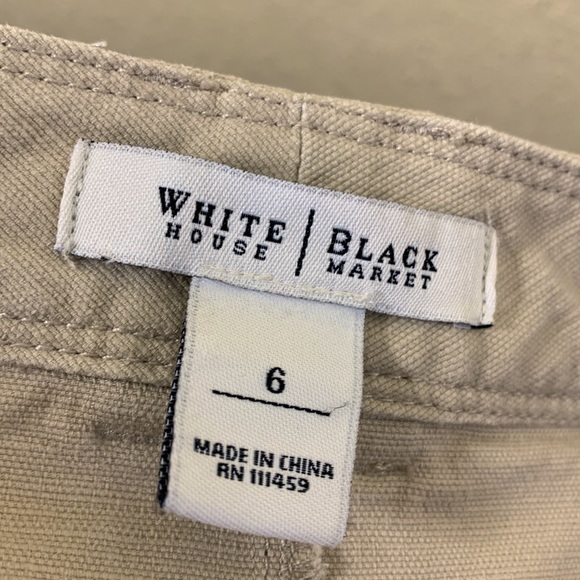 WHITE | BLACK
HOUSE | MARKET
6
MADE IN CHINA
RN 111459